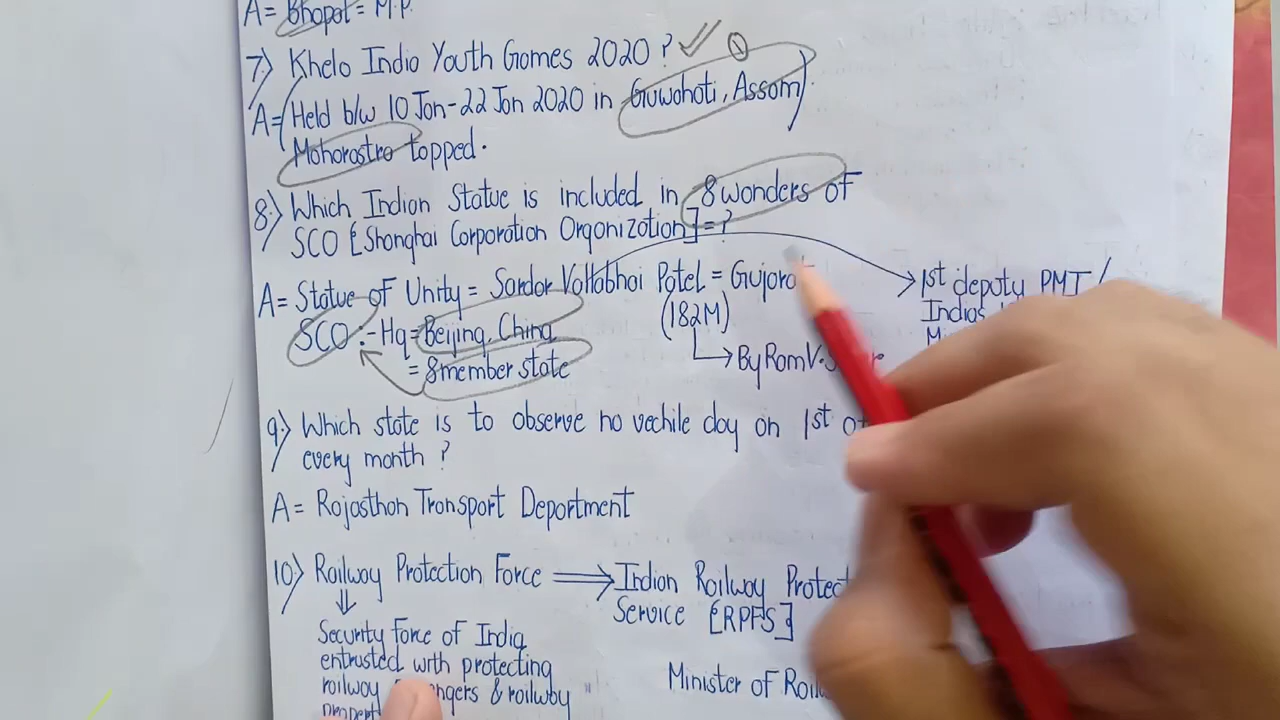 A= Bhopal= M.P.
7) Khelo India Youth Games 2020 ?
A= Held b/w 10 Jan-22 Jan 2020 in Guwahati, Assam
Maharastra topped.
8) Which Indian Statue is included in 8 wonders of
SCO [Shanghai Corporation Organization] = ?
A= Statue of Unity = Sardar Vallabhai Patel = Gujarat
(182M)
By Ram V.
SCO :- Hq= Beijing, China
= 8 member state
1st deputy PM I/
Indias
9) Which state is to observe no vechile day on 1st of
every month ?
A= Rajasthan Transport Department
10) Railway Protection Force ⇒ Indian Railway
Service [RPFS]
Security force of India
entrusted with protecting
railway & railway
Minister of